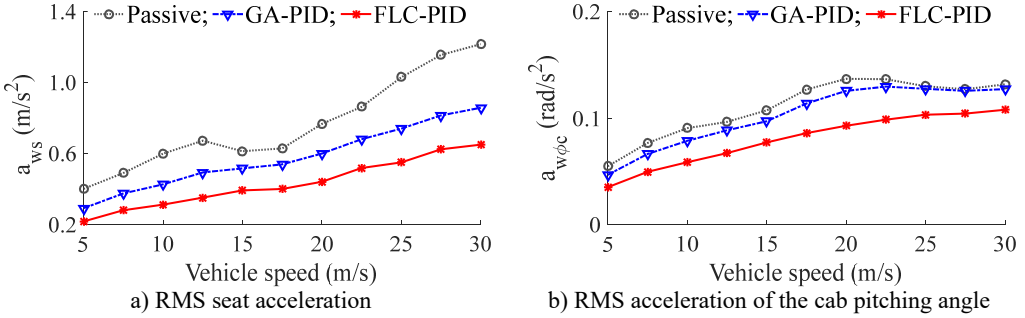 Passive; GA-PID; FLC-PID
1.4
1.0
0.6
0.2
a_ws (m/s²)
5 10 15 20 25 30
Vehicle speed (m/s)
a) RMS seat acceleration
Passive; GA-PID; FLC-PID
0.2
0.1
0
a_wϕc (rad/s²)
5 10 15 20 25 30
Vehicle speed (m/s)
b) RMS acceleration of the cab pitching angle